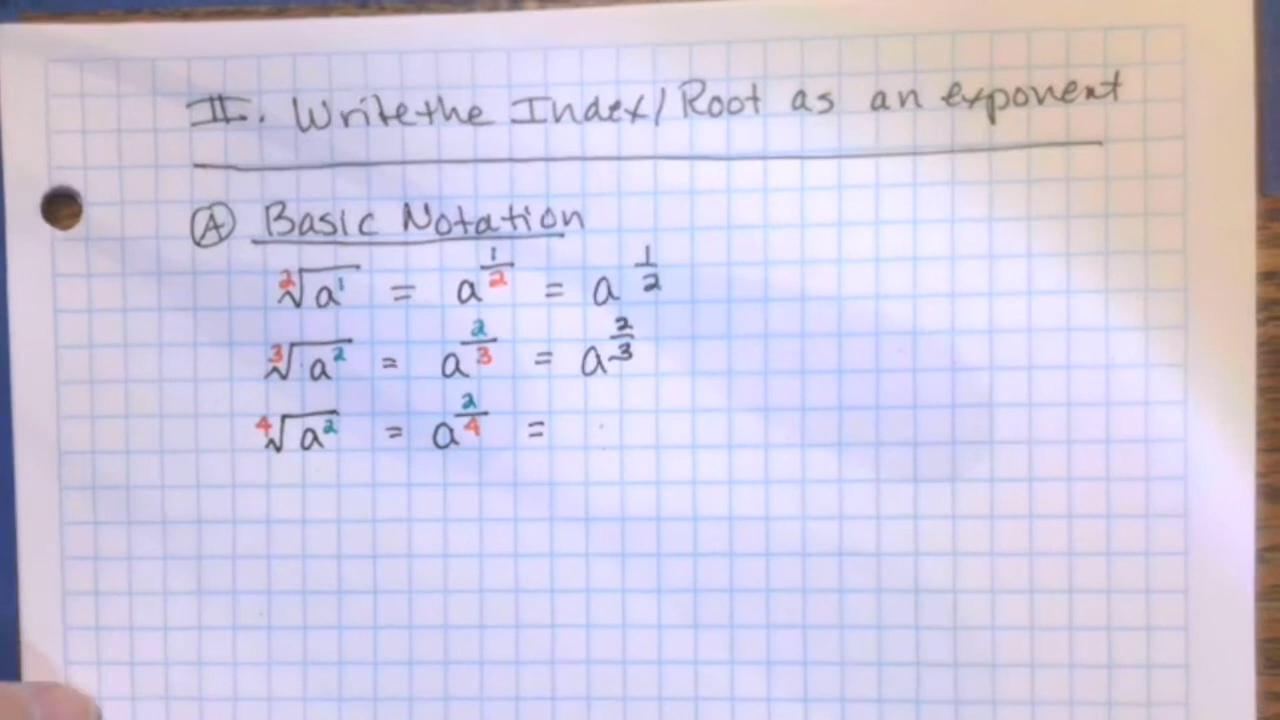 II. Write the Index/Root as an exponent
Ⓐ Basic Notation
²√a¹ = a^(1/2) = a^(1/2)
³√a² = a^(2/3) = a^(2/3)
⁴√a² = a^(2/4) =